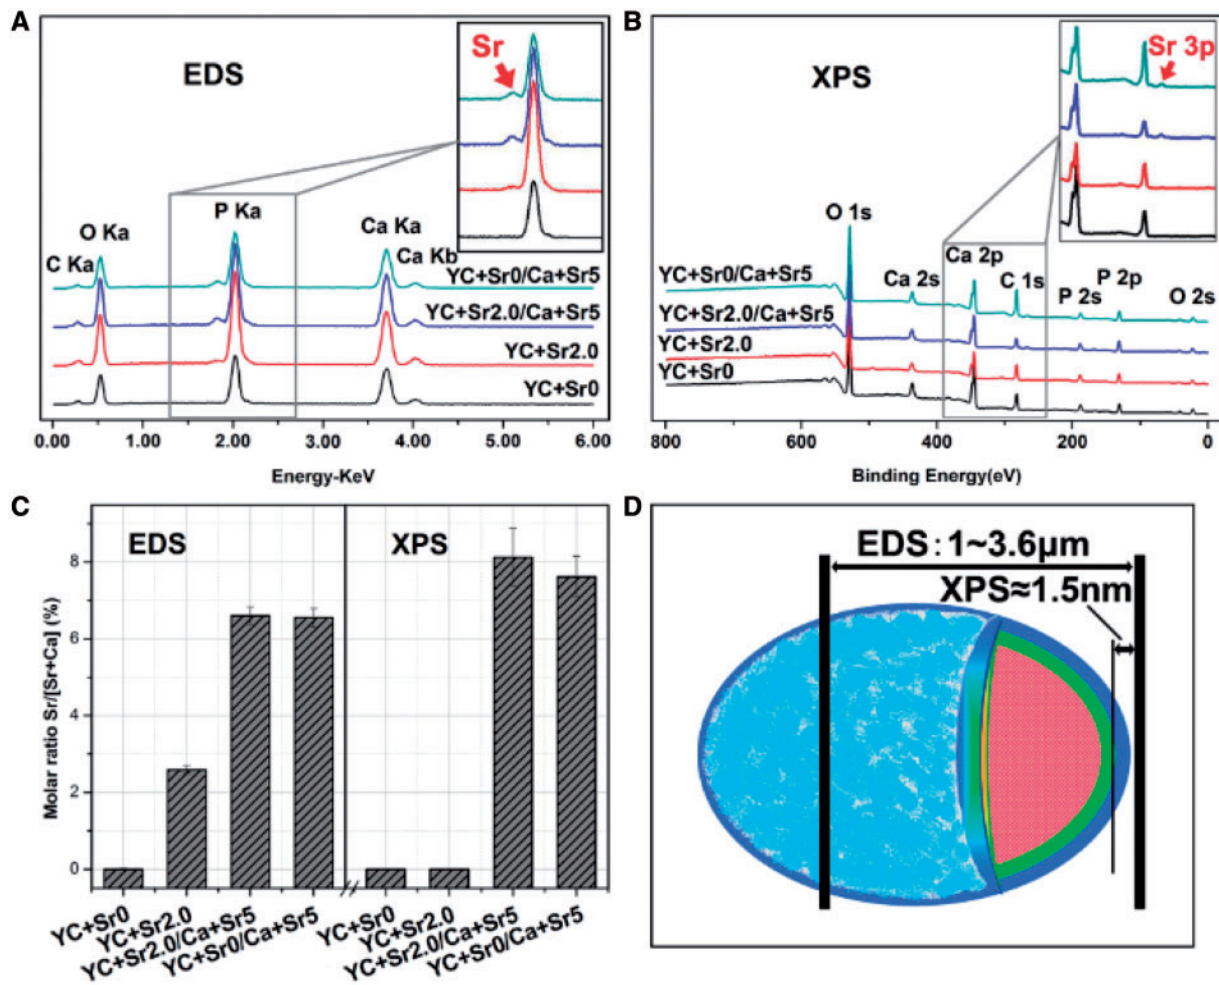 A
EDS
Sr
P Ka
O Ka
Ca Ka
C Ka
Ca Kb
YC+Sr0/Ca+Sr5
YC+Sr2.0/Ca+Sr5
YC+Sr2.0
YC+Sr0
0.00 1.00 2.00 3.00 4.00 5.00 6.00
Energy-KeV
B
XPS
Sr 3p
O 1s
Ca 2p
YC+Sr0/Ca+Sr5
Ca 2s
C 1s
P 2p
P 2s
O 2s
YC+Sr2.0/Ca+Sr5
YC+Sr2.0
YC+Sr0
800 600 400 200 0
Binding Energy(eV)
C
EDS
XPS
Molar ratio Sr/[Sr+Ca] (%)
8
6
4
2
0
YC+Sr0
YC+Sr2.0
YC+Sr2.0/Ca+Sr5
YC+Sr0/Ca+Sr5
YC+Sr0
YC+Sr2.0
YC+Sr2.0/Ca+Sr5
YC+Sr0/Ca+Sr5
D
EDS:1~3.6μm
XPS≈1.5nm